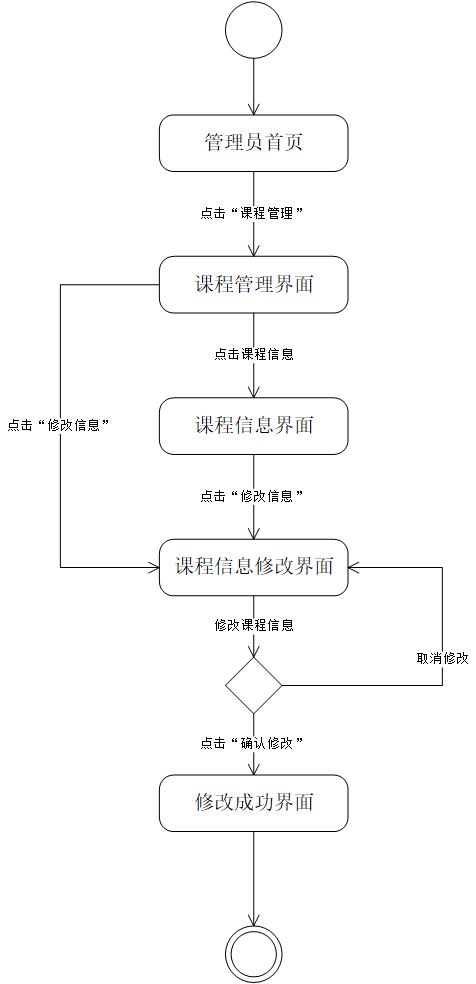 管理员首页
点击“课程管理”
课程管理界面
点击课程信息
课程信息界面
点击“修改信息”
点击“修改信息”
课程信息修改界面
修改课程信息
取消修改
点击“确认修改”
修改成功界面